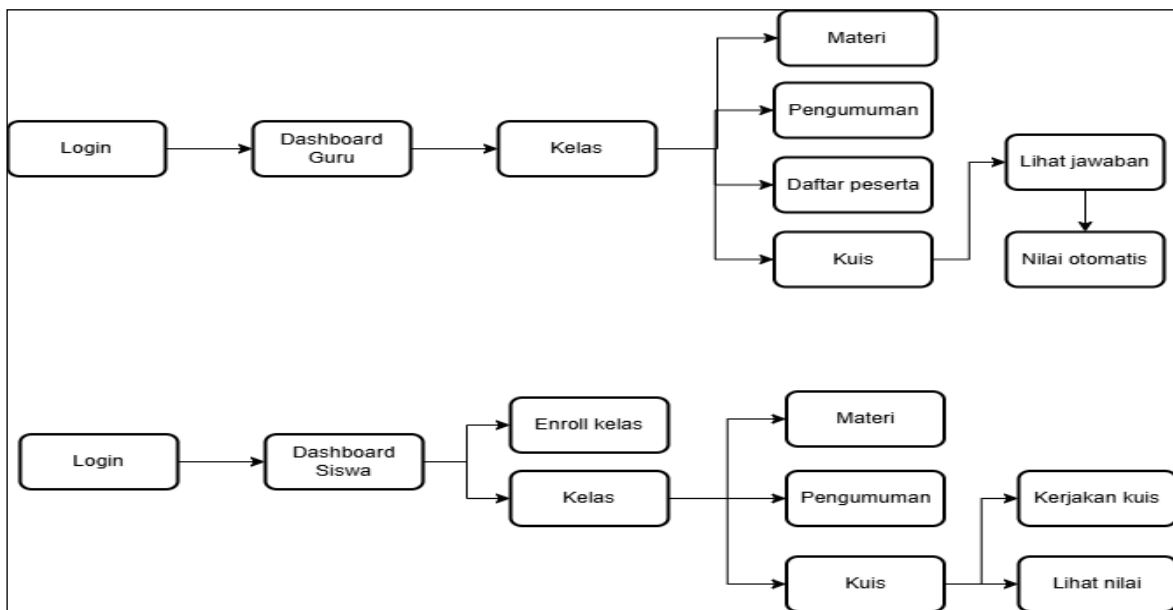 Login
Dashboard
Guru
Kelas
Materi
Pengumuman
Daftar peserta
Kuis
Lihat jawaban
Nilai otomatis
Login
Dashboard
Siswa
Enroll kelas
Kelas
Materi
Pengumuman
Kuis
Kerjakan kuis
Lihat nilai